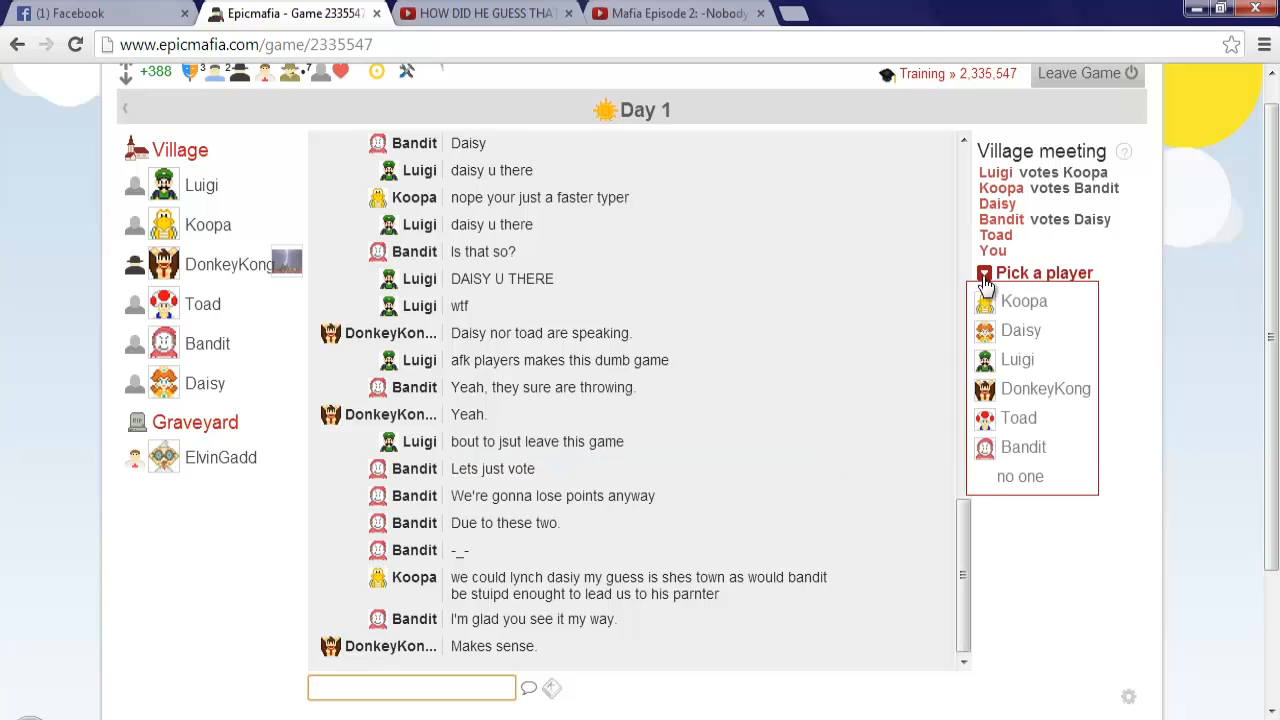 (1) Facebook
Epicmafia - Game 2335547
HOW DID HE GUESS THA
Mafia Episode 2: -Nobody
www.epicmafia.com/game/2335547
+388
3
2
7
Training » 2,335,547
Leave Game
Day 1
Village
Luigi
Koopa
DonkeyKong
Toad
Bandit
Daisy
Graveyard
ElvinGadd
Bandit Daisy
Luigi daisy u there
Koopa nope your just a faster typer
Luigi daisy u there
Bandit Is that so?
Luigi DAISY U THERE
Luigi wtf
DonkeyKon... Daisy nor toad are speaking.
Luigi afk players makes this dumb game
Bandit Yeah, they sure are throwing.
DonkeyKon... Yeah.
Luigi bout to jsut leave this game
Bandit Lets just vote
Bandit We're gonna lose points anyway
Bandit Due to these two.
Bandit -_-
Koopa we could lynch dasiy my guess is shes town as would bandit
be stuipd enought to lead us to his parnter
Bandit I'm glad you see it my way.
DonkeyKon... Makes sense.
Village meeting ?
Luigi votes Koopa
Koopa votes Bandit
Daisy
Bandit votes Daisy
Toad
You
Pick a player
Koopa
Daisy
Luigi
DonkeyKong
Toad
Bandit
no one